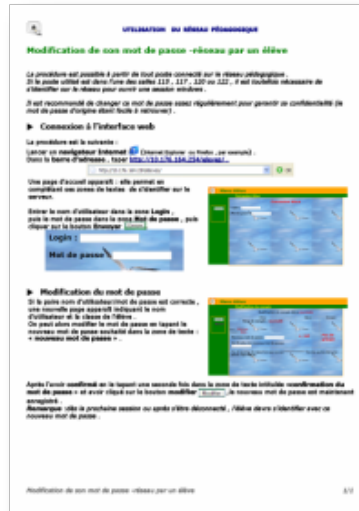 UTILISATION DU RÉSEAU PÉDAGOGIQUE
Modification de son mot de passe -réseau par un élève
La procédure est possible à partir de tout poste connecté sur le réseau pédagogique .
Si le poste utilisé est dans l'une des salles 115 , 117 , 120 ou 122 , il est toutefois nécessaire de
s'identifier sur le réseau pour ouvrir une session windows .
Il est recommandé de changer ce mot de passe assez régulièrement pour garantir sa confidentialité (le
mot de passe d'origine étant facile à retrouver) .
▶ Connexion à l'interface web
La procédure est la suivante :
Lancer un navigateur Internet (Internet Explorer ou Firefox , par exemple) .
Dans la barre d'adresse , taper http://10.176.164.254/eleves/ .
Une page d'accueil apparaît : elle permet en
complétant ses zones de textes de s'identifier sur le
serveur.
Entrer le nom d'utilisateur dans la zone Login ,
puis le mot de passe dans la zone Mot de passe , puis
cliquer sur le bouton Envoyer
Login :
Mot de passe :
▶ Modification du mot de passe
Si la paire nom d'utilisateur/mot de passe est correcte ,
une nouvelle page apparaît indiquant le nom
d'utilisateur et la classe de l'élève .
On peut alors modifier le mot de passe en tapant le
nouveau mot de passe souhaité dans la zone de texte :
« nouveau mot de passe » .
Après l'avoir confirmé en le tapant une seconde fois dans la zone de texte intitulée «confirmation du
mot de passe » et avoir cliqué sur le bouton modifier , le nouveau mot de passe est maintenant
enregistré .
Remarque :dès la prochaine session ou après s'être déconnecté , l'élève devra s'identifier avec ce
nouveau mot de passe .
Modification de son mot de passe -réseau par un élève 1/1